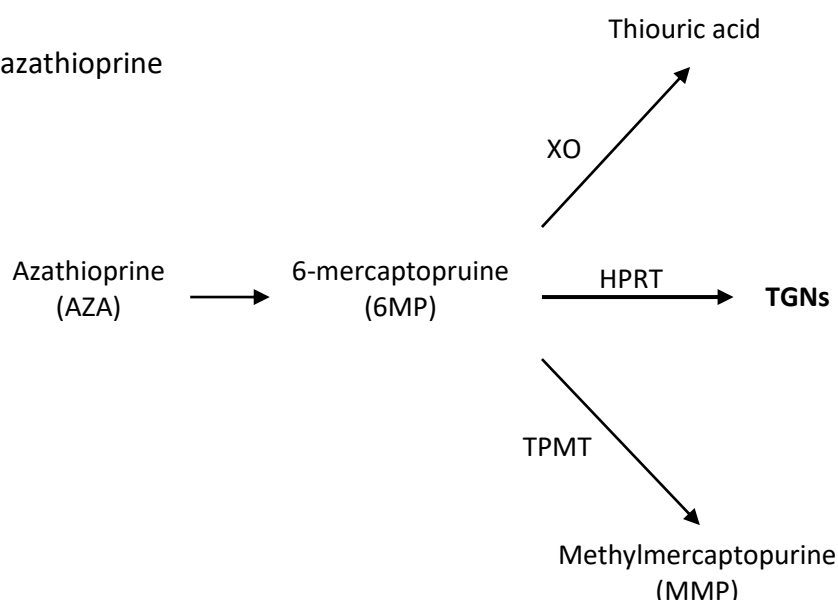 Thiouric acid
azathioprine
XO
Azathioprine
(AZA)
6-mercaptopruine
(6MP)
HPRT
TGNs
TPMT
Methylmercaptopurine
(MMP)